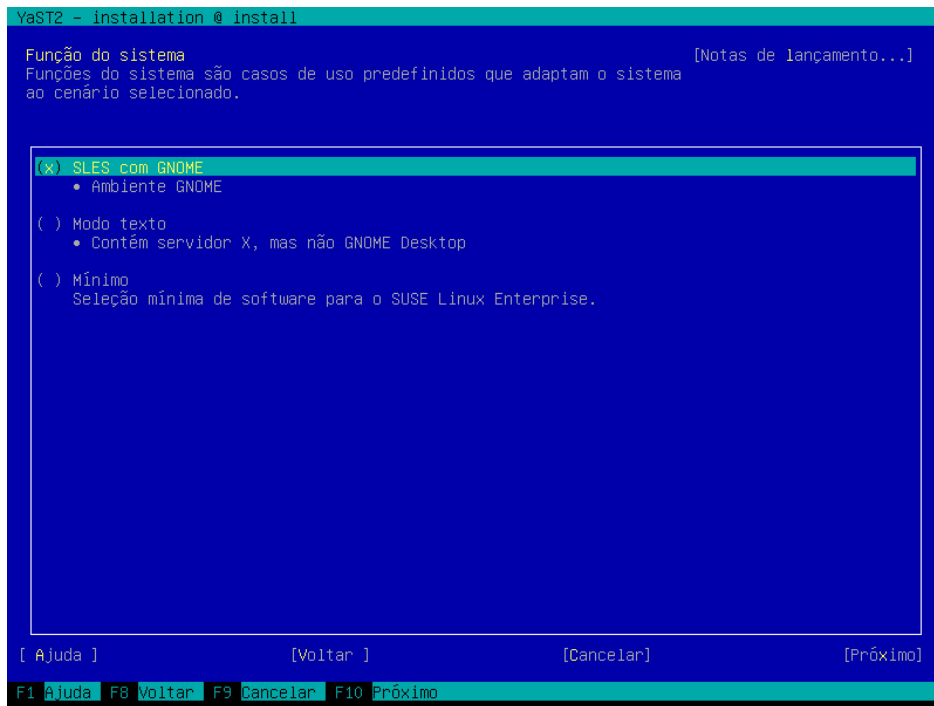 YaST2 - installation @ install
Função do sistema [Notas de lançamento...]
Funções do sistema são casos de uso predefinidos que adaptam o sistema
ao cenário selecionado.
(x) SLES com GNOME
• Ambiente GNOME
( ) Modo texto
• Contém servidor X, mas não GNOME Desktop
( ) Mínimo
Seleção mínima de software para o SUSE Linux Enterprise.
[ Ajuda ] [Voltar ] [Cancelar] [Próximo]
F1 Ajuda F8 Voltar F9 Cancelar F10 Próximo